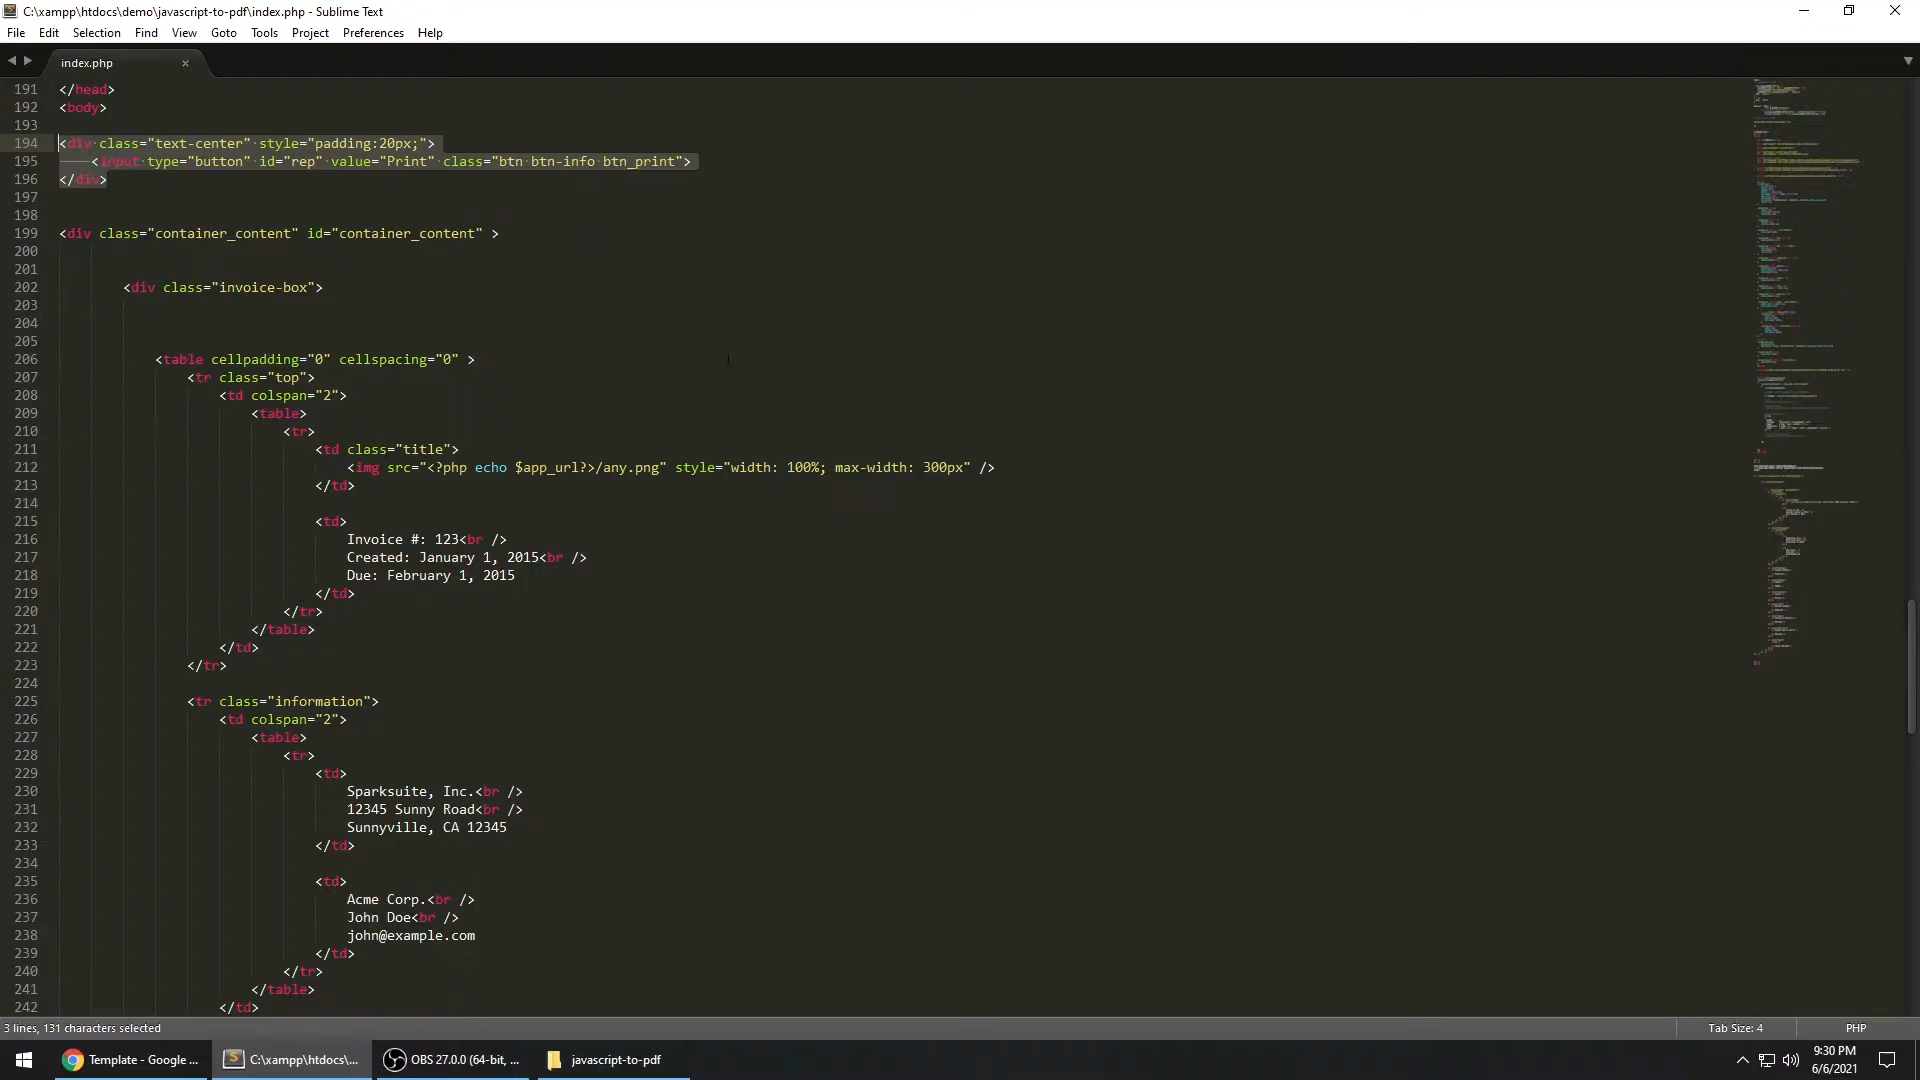 C:\xampp\htdocs\demo\javascript-to-pdf\index.php - Sublime Text
File Edit Selection Find View Goto Tools Project Preferences Help
index.php
191 </head>
192 <body>
193
194 <div class="text-center" style="padding:20px;">
195 <input type="button" id="rep" value="Print" class="btn btn-info btn_print">
196 </div>
197
198
199 <div class="container_content" id="container_content" >
200
201
202 <div class="invoice-box">
203
204
205
206 <table cellpadding="0" cellspacing="0" >
207 <tr class="top">
208 <td colspan="2">
209 <table>
210 <tr>
211 <td class="title">
212 <img src="<?php echo $app_url?>/any.png" style="width: 100%; max-width: 300px" />
213 </td>
214
215 <td>
216 Invoice #: 123<br />
217 Created: January 1, 2015<br />
218 Due: February 1, 2015
219 </td>
220 </tr>
221 </table>
222 </td>
223 </tr>
224
225 <tr class="information">
226 <td colspan="2">
227 <table>
228 <tr>
229 <td>
230 Sparksuite, Inc.<br />
231 12345 Sunny Road<br />
232 Sunnyville, CA 12345
233 </td>
234
235 <td>
236 Acme Corp.<br />
237 John Doe<br />
238 john@example.com
239 </td>
240 </tr>
241 </table>
242 </td>
3 lines, 131 characters selected
Tab Size: 4
PHP
Template - Google ...
C:\xampp\htdocs\...
OBS 27.0.0 (64-bit, ...
javascript-to-pdf
9:30 PM
6/6/2021